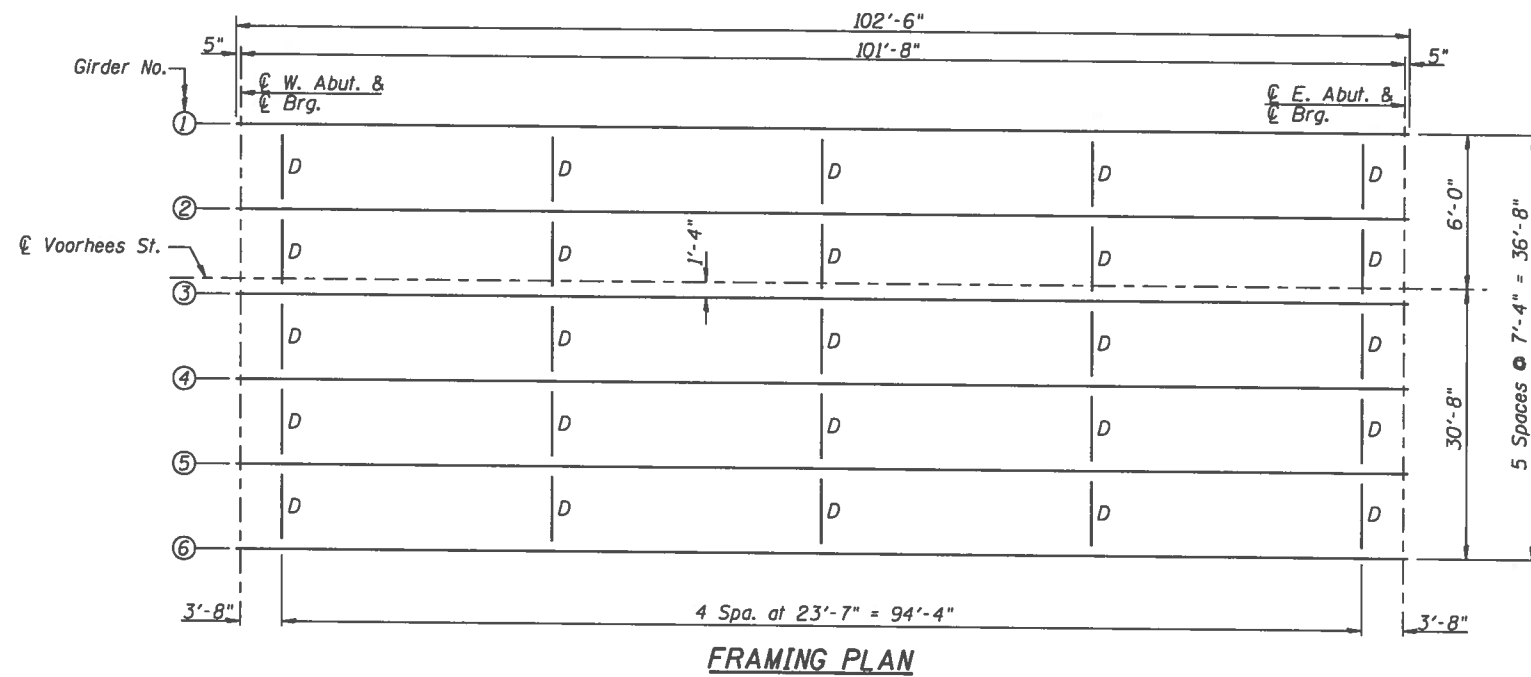 102'-6"
5" 101'-8" 5"
Girder No.
℄ W. Abut. &
℄ Brg.
℄ E. Abut. &
℄ Brg.
1
D D D D D
2
℄ Voorhees St.
D D D D D
1'-4"
6'-0"
3
D D D D D
4
30'-8"
5 Spaces @ 7'-4" = 36'-8"
D D D D D
5
D D D D D
6
3'-8" 4 Spa. at 23'-7" = 94'-4" 3'-8"
FRAMING PLAN